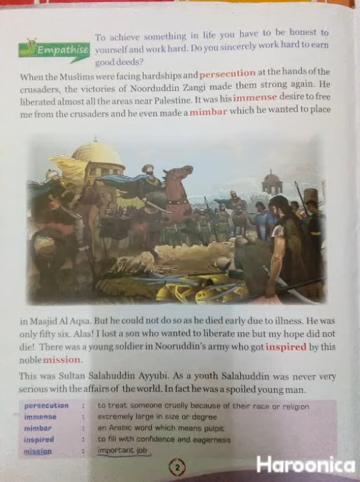 To achieve something in life you have to be honest to
Empathise
yourself and work hard. Do you sincerely work hard to earn
good deeds?
When the Muslims were facing hardships and persecution at the hands of the
crusaders, the victories of Noorduddin Zangi made them strong again. He
liberated almost all the areas near Palestine. It was his immense desire to free
me from the crusaders and he even made a mimbar which he wanted to place
in Masjid Al Aqsa. But he could not do so as he died early due to illness. He was
only fifty six. Alas! I lost a son who wanted to liberate me but my hope did not
die! There was a young soldier in Nooruddin's army who got inspired by this
noble mission.
This was Sultan Salahuddin Ayyubi. As a youth Salahuddin was never very
serious with the affairs of the world. In fact he was a spoiled young man.
persecution : to treat someone cruelly because of their race or religion
immense : extremely large in size or degree
mimbar : an Arabic word which means pulpit
inspired : to fill with confidence and eagerness
mission : important job
2
Haroonica